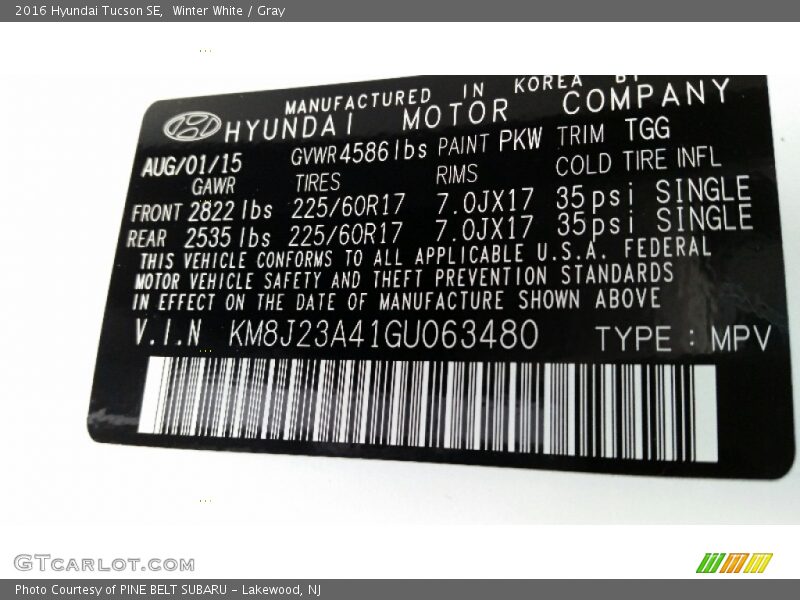 2016 Hyundai Tucson SE,  Winter White / Gray
MANUFACTURED IN KOREA BY
HYUNDAI MOTOR COMPANY
AUG/01/15 GVWR 4586 lbs PAINT PKW TRIM TGG
GAWR TIRES RIMS COLD TIRE INFL
FRONT 2822 lbs 225/60R17 7.0JX17 35psi SINGLE
REAR 2535 lbs 225/60R17 7.0JX17 35psi SINGLE
THIS VEHICLE CONFORMS TO ALL APPLICABLE U.S.A. FEDERAL
MOTOR VEHICLE SAFETY AND THEFT PREVENTION STANDARDS
IN EFFECT ON THE DATE OF MANUFACTURE SHOWN ABOVE
V.I.N KM8J23A41GU063480 TYPE : MPV
GTcarlot.com
Photo Courtesy of PINE BELT SUBARU - Lakewood, NJ